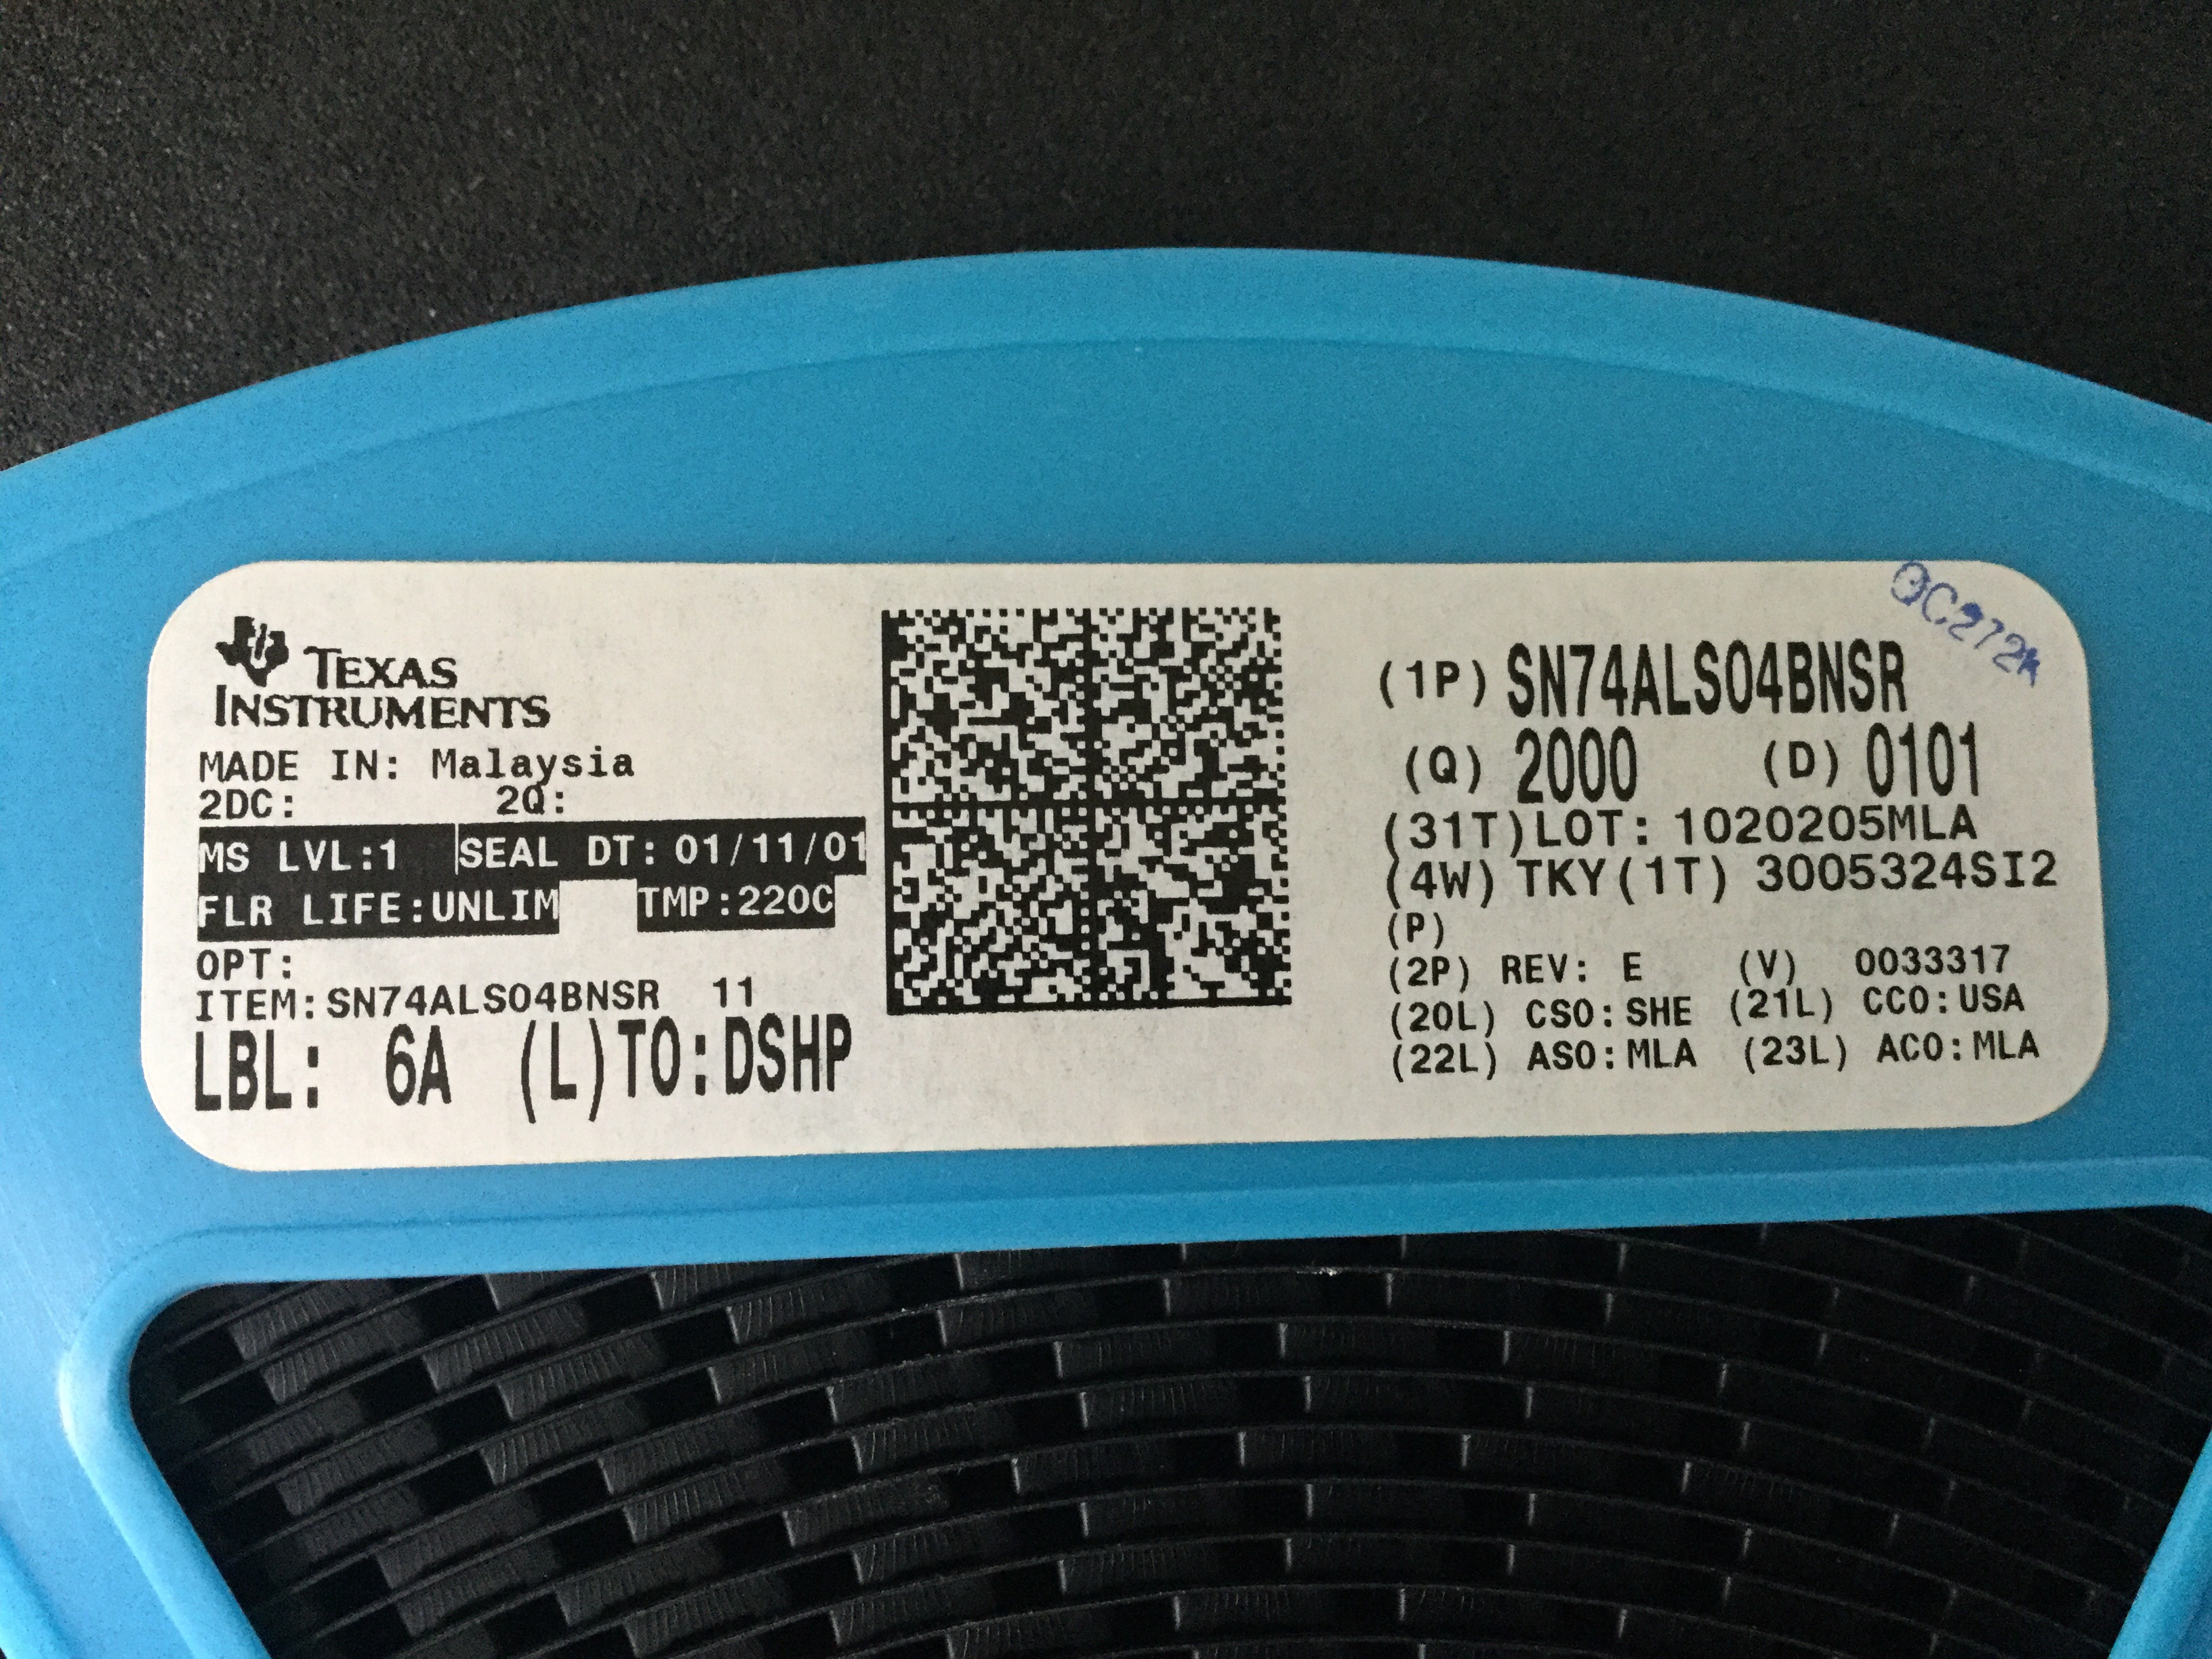 TEXAS
INSTRUMENTS
MADE IN: Malaysia
2DC: 2Q:
MS LVL:1 SEAL DT: 01/11/01
FLR LIFE:UNLIM TMP:220C
OPT:
ITEM:SN74ALS04BNSR 11
LBL: 6A (L)TO:DSHP
(1P) SN74ALS04BNSR
(Q) 2000 (D) 0101
(31T)LOT: 1020205MLA
(4W) TKY(1T) 3005324SI2
(P)
(2P) REV: E (V) 0033317
(20L) CSO:SHE (21L) CCO:USA
(22L) ASO:MLA (23L) ACO:MLA